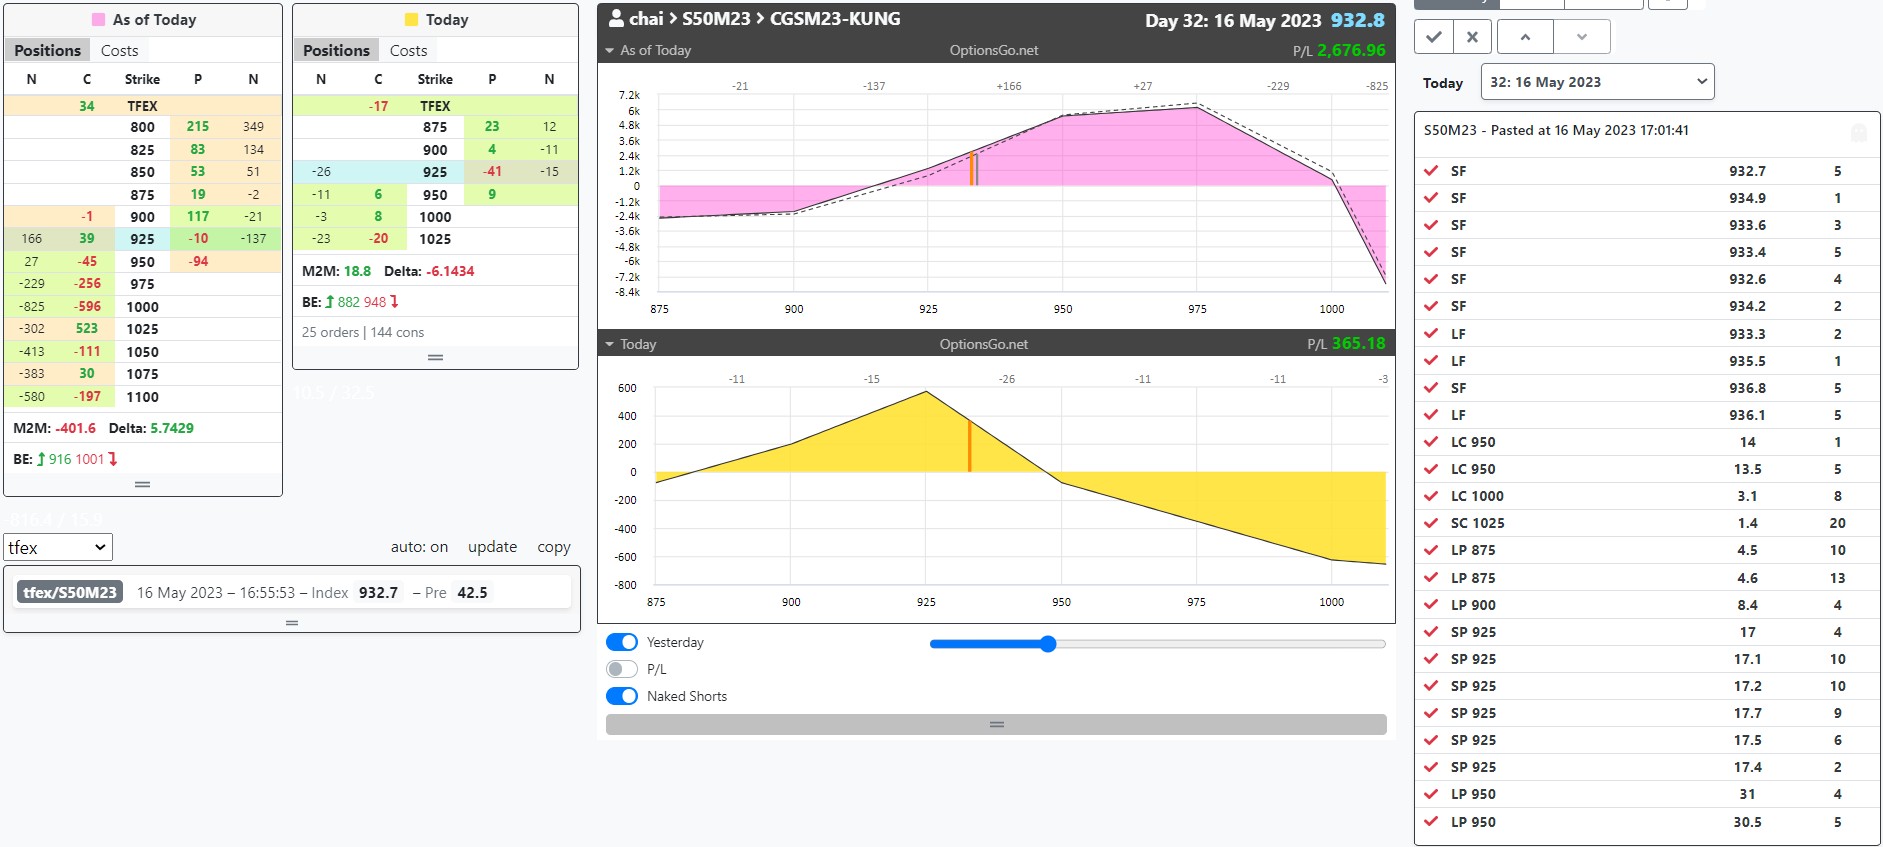 As of Today
Positions Costs
N C Strike P N
34 TFEX
800 215 349
825 83 134
850 53 51
875 19 -2
-1 900 117 -21
166 39 925 -10 -137
27 -45 950 -94
-229 -256 975
-825 -596 1000
-302 523 1025
-413 -111 1050
-383 30 1075
-580 -197 1100
M2M: -401.6 Delta: 5.7429
BE: 916 1001
-816.4 / 15.9
Today
Positions Costs
N C Strike P N
-17 TFEX
875 23 12
900 4 -11
-26 925 -41 -15
-11 6 950 9
-3 8 1000
-23 -20 1025
M2M: 18.8 Delta: -6.1434
BE: 882 948
25 orders | 144 cons
10.5 / 32.5
tfex auto: on update copy
tfex/S50M23 16 May 2023 – 16:55:53 – Index 932.7 – Pre 42.5
chai > S50M23 > CGSM23-KUNG Day 32: 16 May 2023 932.8
As of Today OptionsGo.net P/L 2,676.96
-21 -137 +166 +27 -229 -825
7.2k
6k
4.8k
3.6k
2.4k
1.2k
0
-1.2k
-2.4k
-3.6k
-4.8k
-6k
-7.2k
-8.4k
875 900 925 950 975 1000
Today OptionsGo.net P/L 365.18
-11 -15 -26 -11 -11 -3
600
400
200
0
-200
-400
-600
-800
875 900 925 950 975 1000
Yesterday
P/L
Naked Shorts
Today 32: 16 May 2023
S50M23 - Pasted at 16 May 2023 17:01:41
SF 932.7 5
SF 934.9 1
SF 933.6 3
SF 933.4 5
SF 932.6 4
SF 934.2 2
LF 933.3 2
LF 935.5 1
SF 936.8 5
LF 936.1 5
LC 950 14 1
LC 950 13.5 5
LC 1000 3.1 8
SC 1025 1.4 20
LP 875 4.5 10
LP 875 4.6 13
LP 900 8.4 4
SP 925 17 4
SP 925 17.1 10
SP 925 17.2 10
SP 925 17.7 9
SP 925 17.5 6
SP 925 17.4 2
LP 950 31 4
LP 950 30.5 5